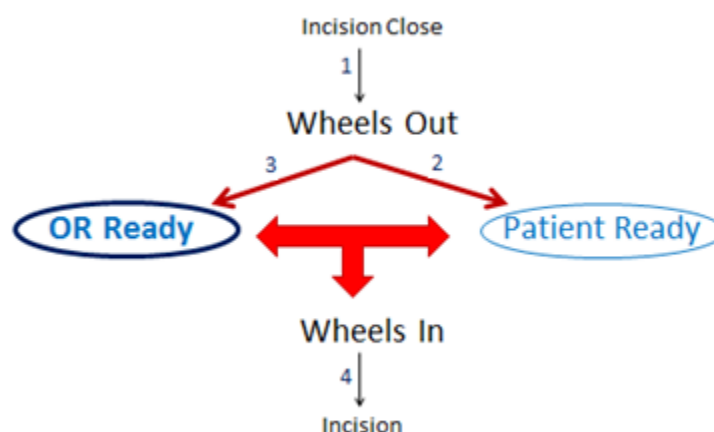 Incision Close
1
Wheels Out
3
2
OR Ready
Patient Ready
Wheels In
4
Incision